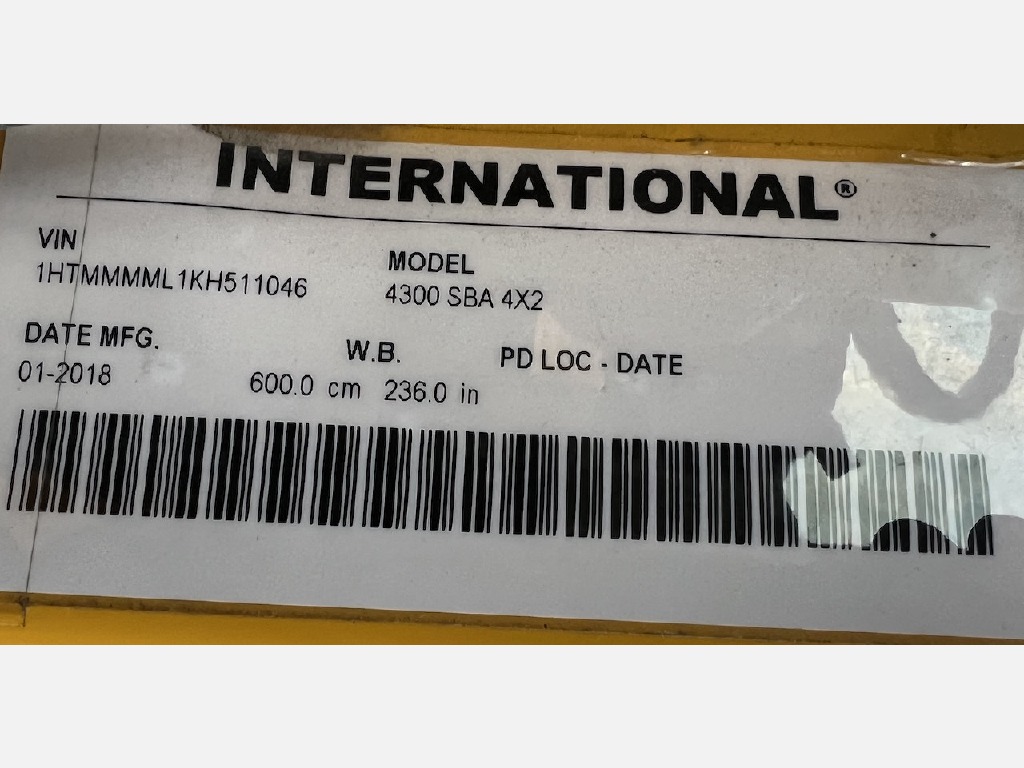 INTERNATIONAL®
VIN
1HTMMMML1KH511046
MODEL
4300 SBA 4X2
DATE MFG.
01-2018
W.B.
600.0 cm 236.0 in
PD LOC - DATE